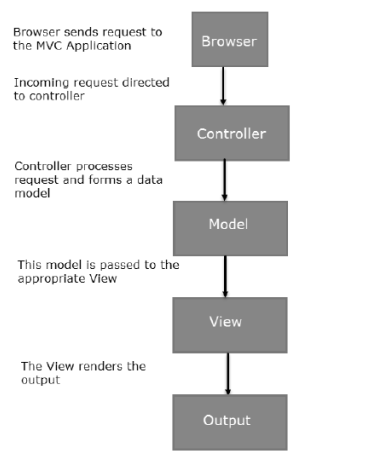 Browser sends request to
the MVC Application
Browser
Incoming request directed
to controller
Controller
Controller processes
request and forms a data
model
Model
This model is passed to the
appropriate View
View
The View renders the
output
Output